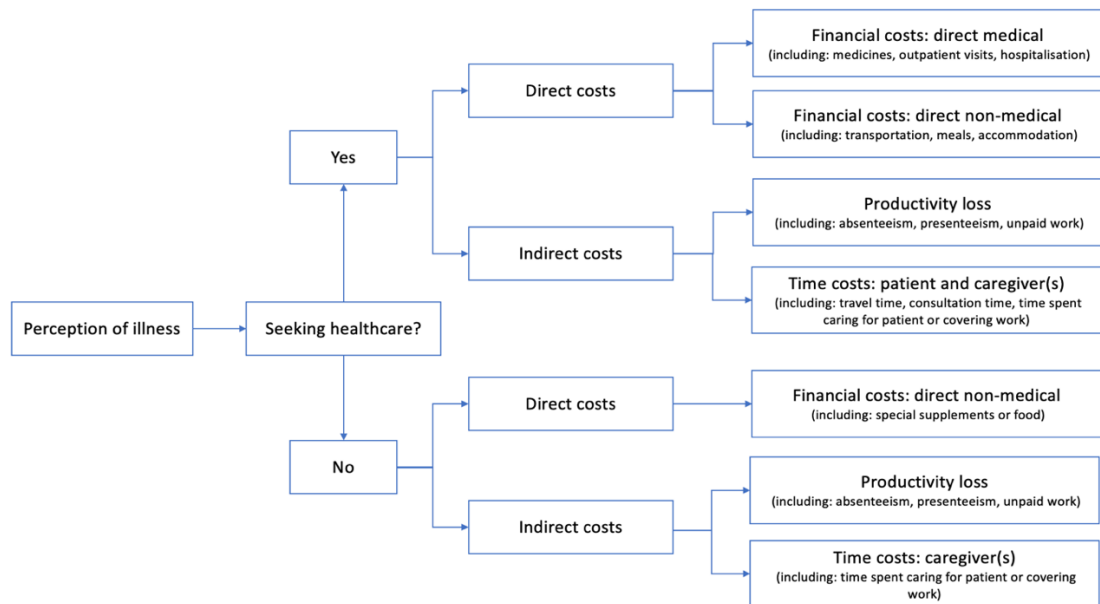 Financial costs: direct medical
(including: medicines, outpatient visits, hospitalisation)
Direct costs
Financial costs: direct non-medical
(including: transportation, meals, accommodation)
Yes
Productivity loss
(including: absenteeism, presenteeism, unpaid work)
Indirect costs
Time costs: patient and caregiver(s)
(including: travel time, consultation time, time spent
caring for patient or covering work)
Perception of illness
Seeking healthcare?
Direct costs
Financial costs: direct non-medical
(including: special supplements or food)
No
Productivity loss
(including: absenteeism, presenteeism, unpaid work)
Indirect costs
Time costs: caregiver(s)
(including: time spent caring for patient or covering
work)